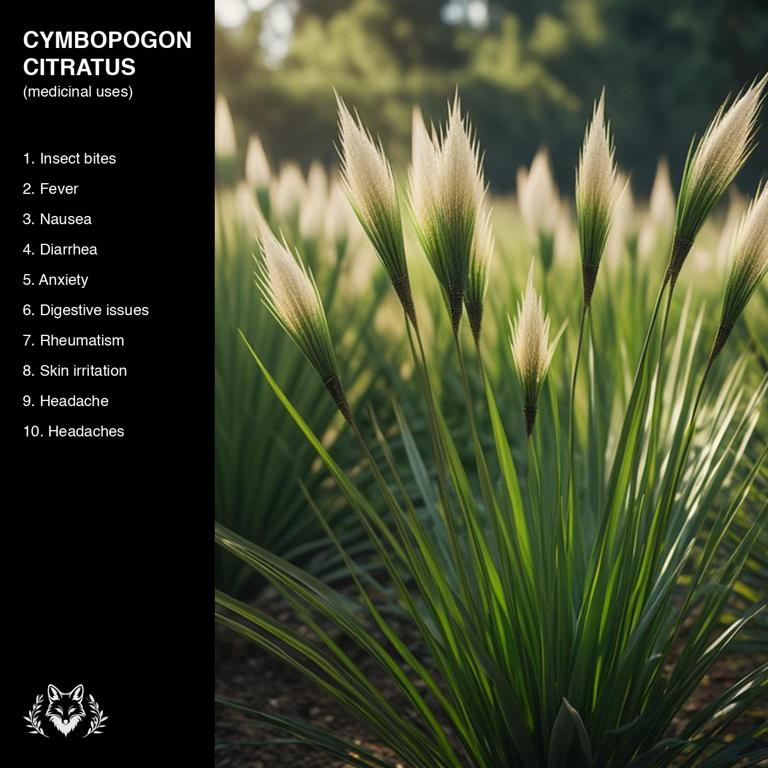 CYMBOPOGON
CITRATUS
(medicinal uses)
1. Insect bites
2. Fever
3. Nausea
4. Diarrhea
5. Anxiety
6. Digestive issues
7. Rheumatism
8. Skin irritation
9. Headache
10. Headaches